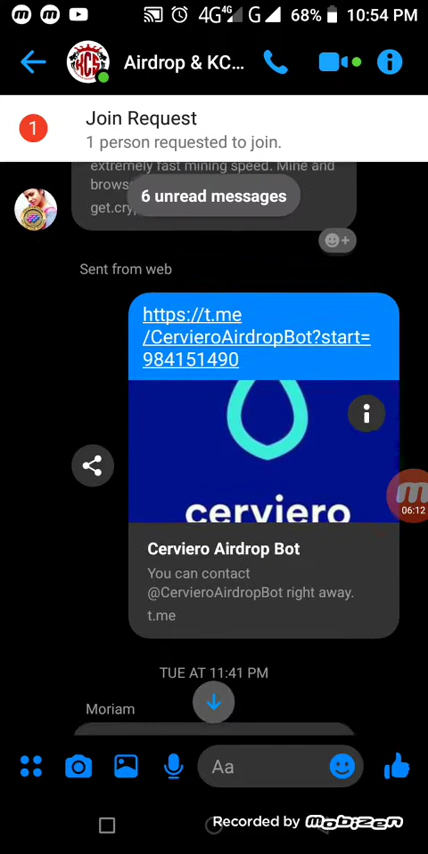 4G 4G G 68% 10:54 PM
KCS
Airdrop & KC...
1
Join Request
1 person requested to join.
extremely fast mining speed. Mine and
brows
6 unread messages
get.cry
Sent from web
https://t.me
/CervieroAirdropBot?start=
984151490
cerviero
06:12
Cerviero Airdrop Bot
You can contact
@CervieroAirdropBot right away.
t.me
TUE AT 11:41 PM
Moriam
Aa
Recorded by mobizen